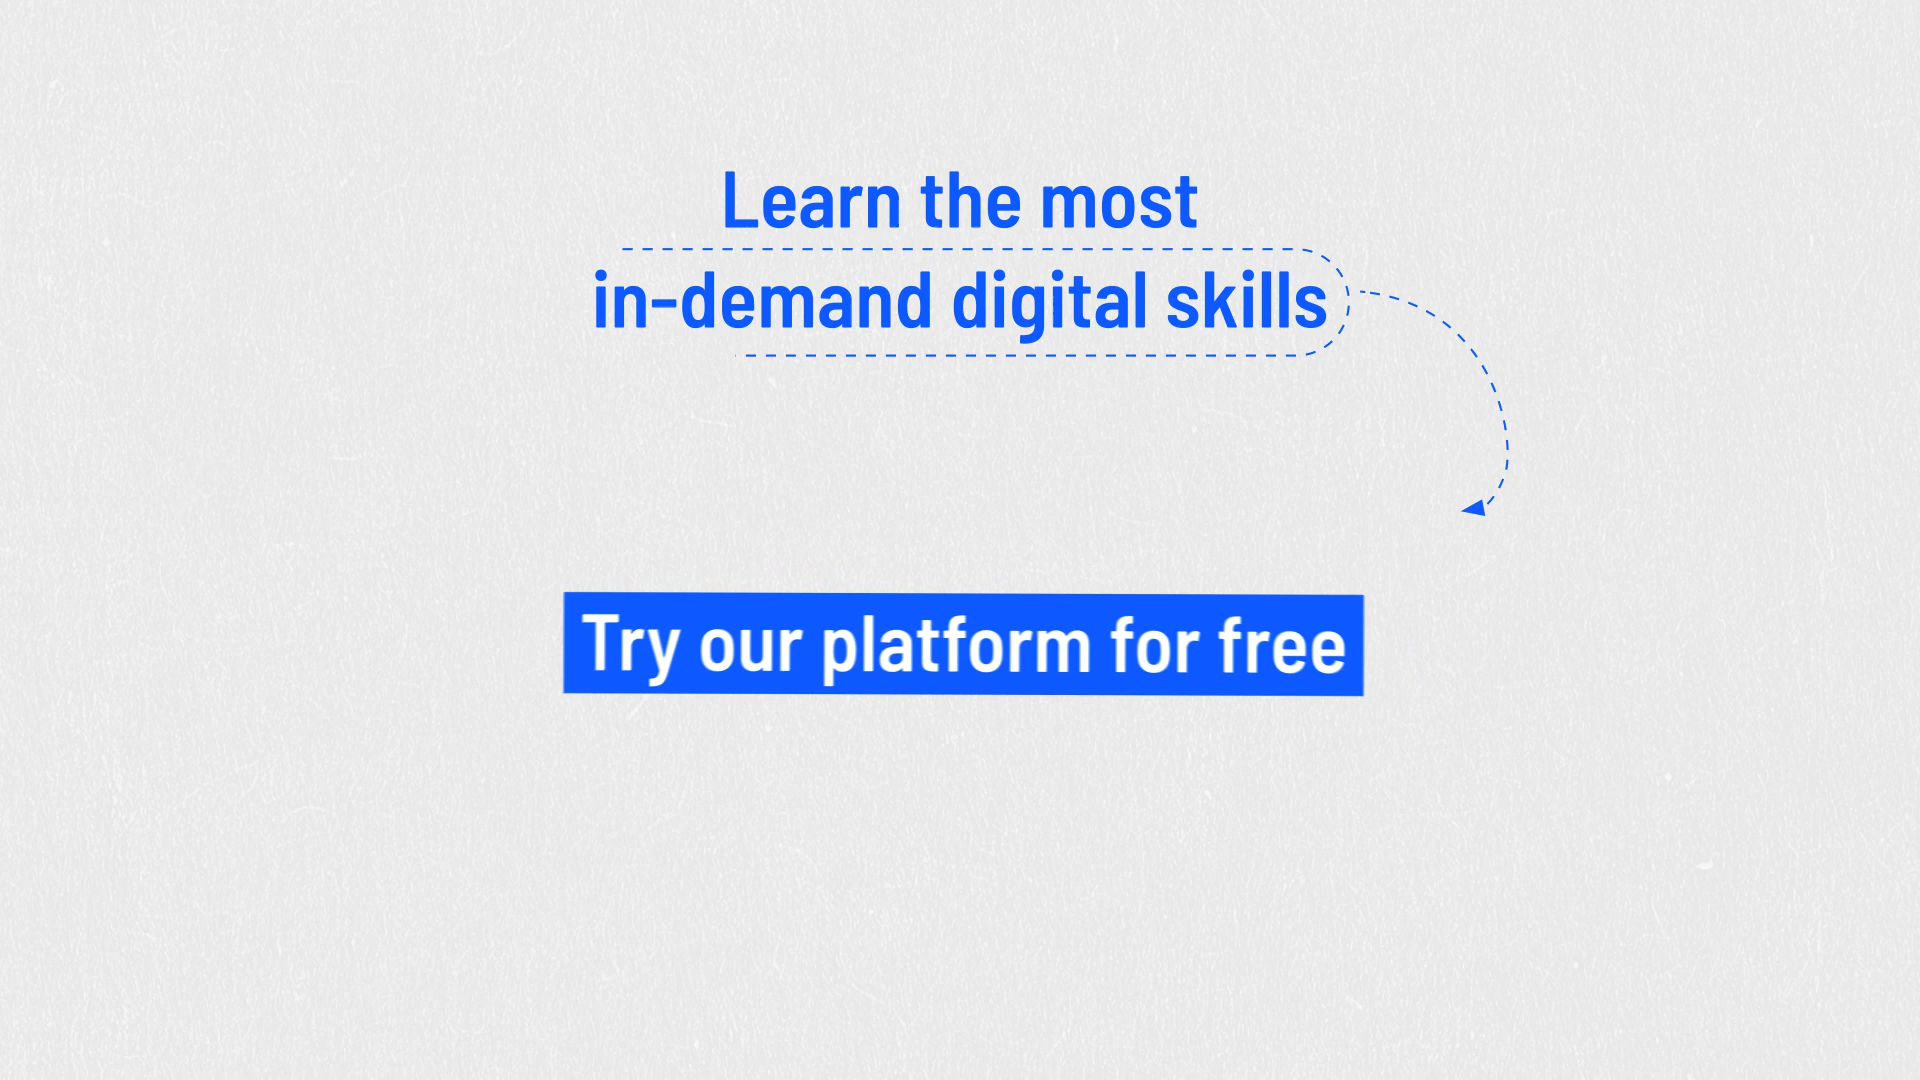 Learn the most
in-demand digital skills
Try our platform for free